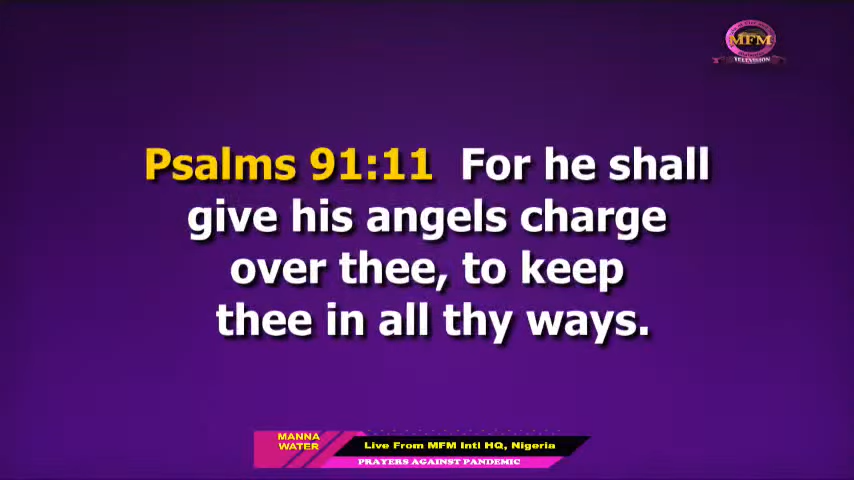 MFM
TELEVISION
Psalms 91:11 For he shall
give his angels charge
over thee, to keep
thee in all thy ways.
MANNA
WATER
Live From MFM Intl HQ, Nigeria
PRAYERS AGAINST PANDEMIC